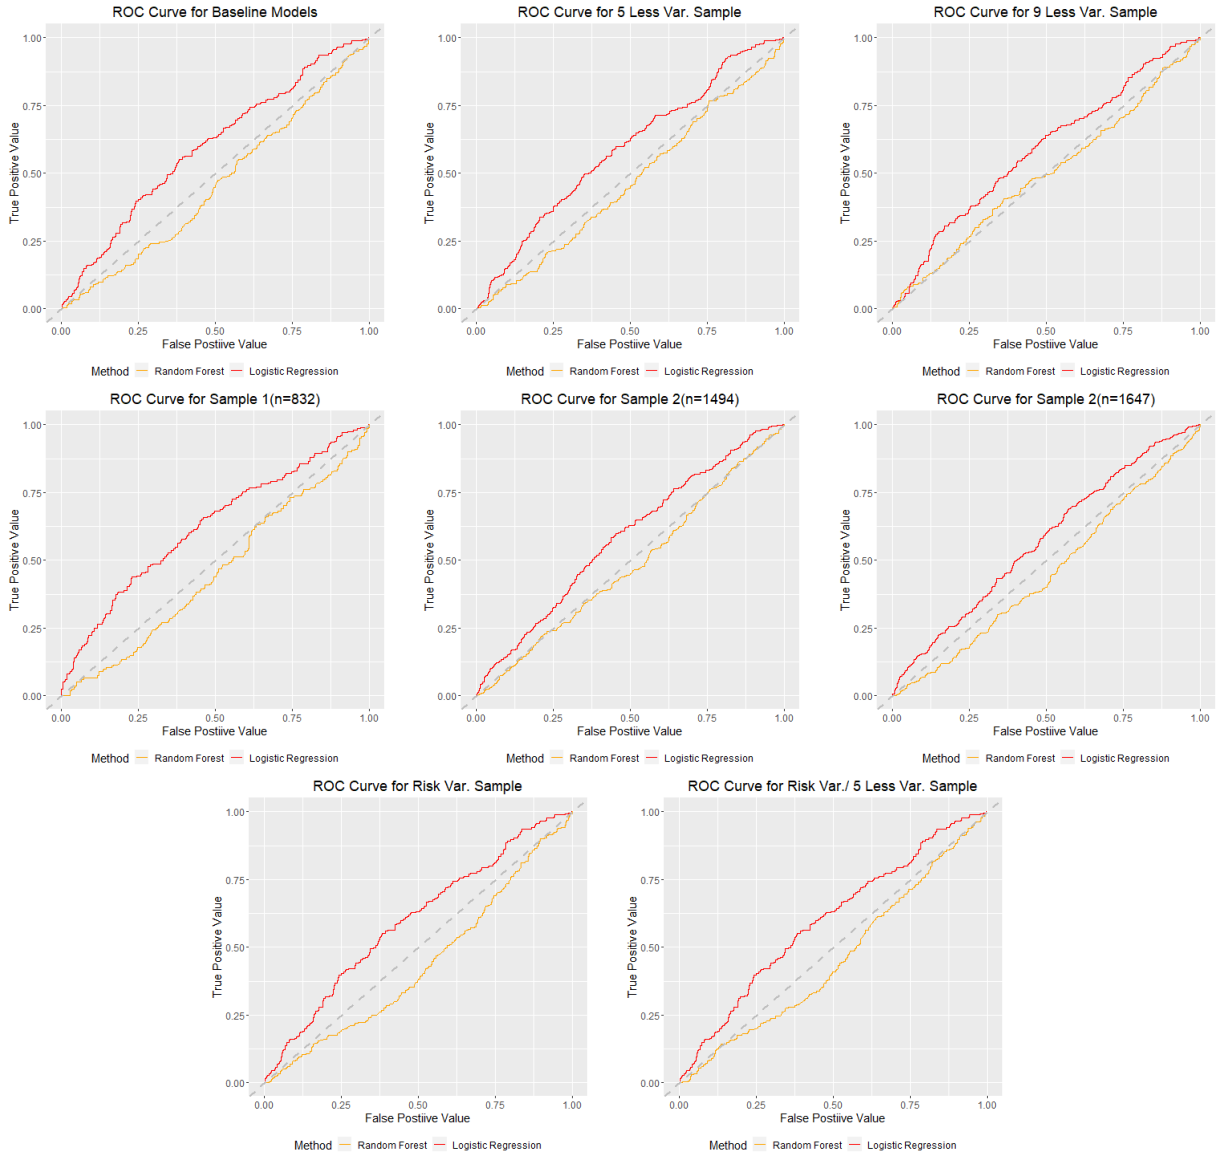 ROC Curve for Baseline Models
1.00
0.75
0.50
0.25
0.00
True Positive Value
0.00 0.25 0.50 0.75 1.00
False Postiive Value
Method Random Forest Logistic Regression
ROC Curve for 5 Less Var. Sample
1.00
0.75
0.50
0.25
0.00
True Positive Value
0.00 0.25 0.50 0.75 1.00
False Postiive Value
Method Random Forest Logistic Regression
ROC Curve for 9 Less Var. Sample
1.00
0.75
0.50
0.25
0.00
True Positive Value
0.00 0.25 0.50 0.75 1.00
False Postiive Value
Method Random Forest Logistic Regression
ROC Curve for Sample 1(n=832)
1.00
0.75
0.50
0.25
0.00
True Positive Value
0.00 0.25 0.50 0.75 1.00
False Postiive Value
Method Random Forest Logistic Regression
ROC Curve for Sample 2(n=1494)
1.00
0.75
0.50
0.25
0.00
True Positive Value
0.00 0.25 0.50 0.75 1.00
False Postiive Value
Method Random Forest Logistic Regression
ROC Curve for Sample 2(n=1647)
1.00
0.75
0.50
0.25
0.00
True Positive Value
0.00 0.25 0.50 0.75 1.00
False Postiive Value
Method Random Forest Logistic Regression
ROC Curve for Risk Var. Sample
1.00
0.75
0.50
0.25
0.00
True Positive Value
0.00 0.25 0.50 0.75 1.00
False Postiive Value
Method Random Forest Logistic Regression
ROC Curve for Risk Var./ 5 Less Var. Sample
1.00
0.75
0.50
0.25
0.00
True Positive Value
0.00 0.25 0.50 0.75 1.00
False Postiive Value
Method Random Forest Logistic Regression